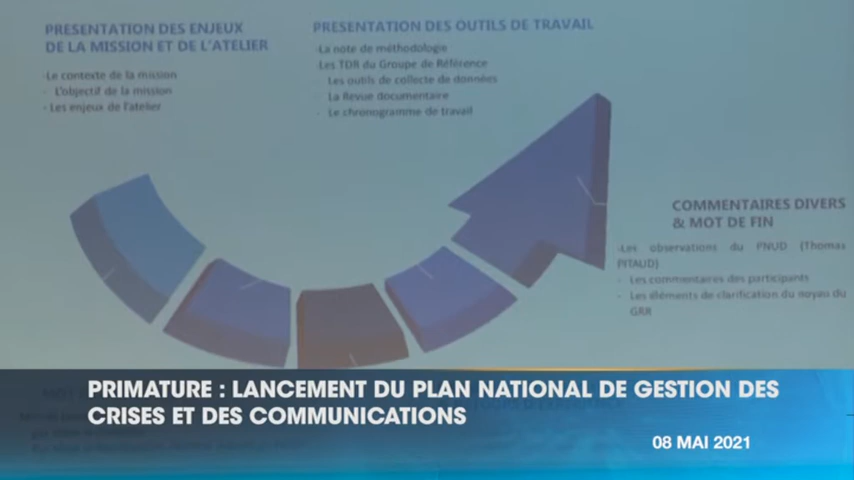 PRESENTATION DES ENJEUX
DE LA MISSION ET DE L'ATELIER
-Le contexte de la mission
- L'objectif de la mission
- Les enjeux de l'atelier
PRESENTATION DES OUTILS DE TRAVAIL
-La note de méthodologie
-Les TDR du Groupe de Référence
- Les outils de collecte de données
- La Revue documentaire
- Le chronogramme de travail
COMMENTAIRES DIVERS
& MOT DE FIN
-Les observations du PNUD (Thomas
PITAUD)
- Les commentaires des participants
- Les éléments de clarification du noyau du
GRR
PRIMATURE : LANCEMENT DU PLAN NATIONAL DE GESTION DES
CRISES ET DES COMMUNICATIONS
08 MAI 2021